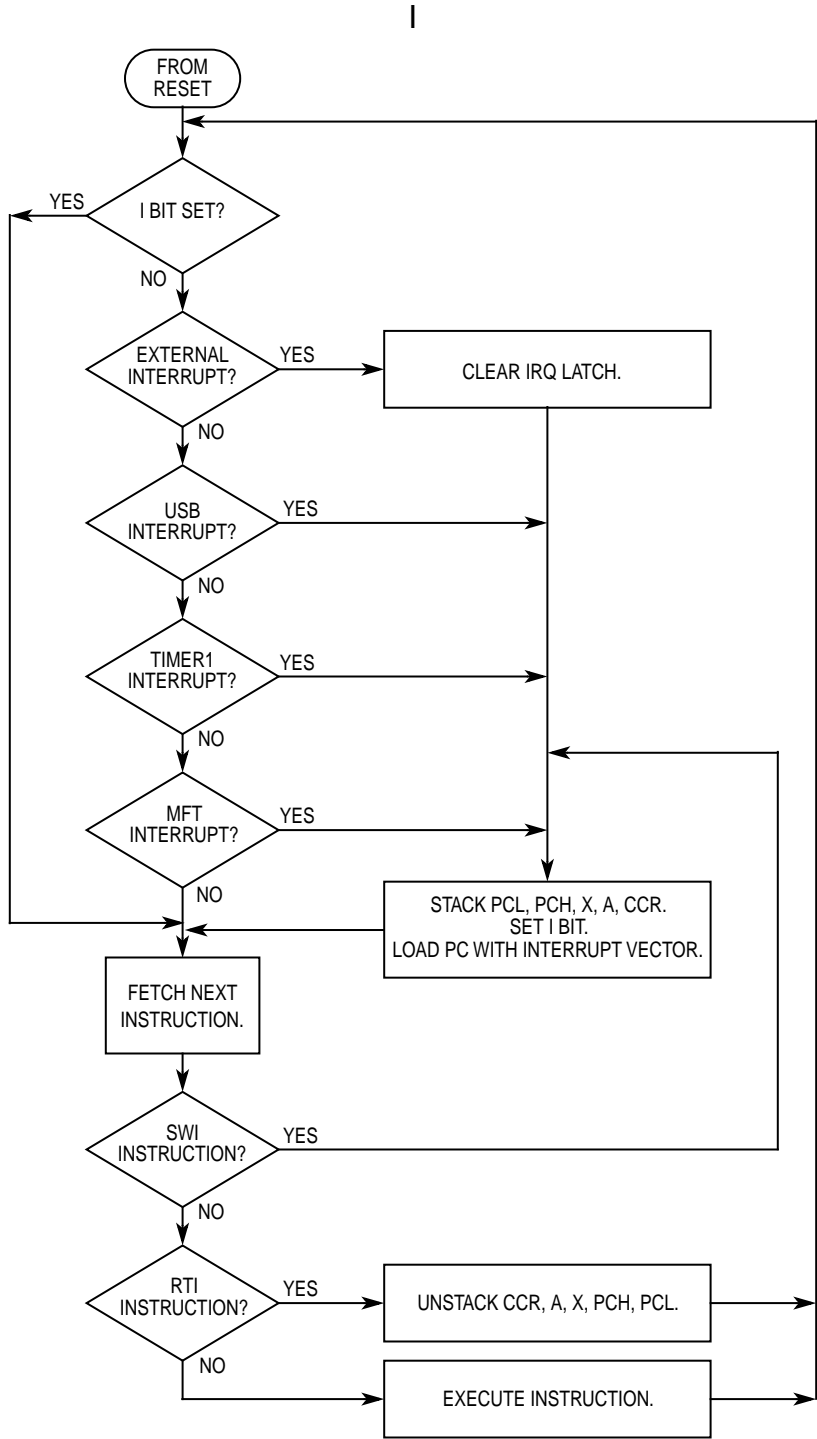 I
FROM
RESET
I BIT SET?
YES
NO
EXTERNAL
INTERRUPT?
YES
CLEAR IRQ LATCH.
NO
USB
INTERRUPT?
YES
NO
TIMER1
INTERRUPT?
YES
NO
MFT
INTERRUPT?
YES
NO
STACK PCL, PCH, X, A, CCR.
SET I BIT.
LOAD PC WITH INTERRUPT VECTOR.
FETCH NEXT
INSTRUCTION.
SWI
INSTRUCTION?
YES
NO
RTI
INSTRUCTION?
YES
UNSTACK CCR, A, X, PCH, PCL.
NO
EXECUTE INSTRUCTION.